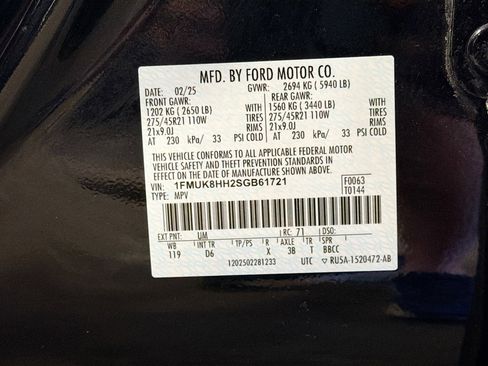 MFD. BY FORD MOTOR CO.
DATE: 02/25 GVWR: 2694 KG ( 5940 LB)
FRONT GAWR: REAR GAWR:
1202 KG ( 2650 LB) WITH 1560 KG ( 3440 LB) WITH
275/45R21 110W TIRES 275/45R21 110W TIRES
21x9.0J RIMS 21x9.0J RIMS
AT 230 kPa/ 33 PSI COLD AT 230 kPa/ 33 PSI COLD
THIS VEHICLE CONFORMS TO ALL APPLICABLE FEDERAL MOTOR
VEHICLE SAFETY AND THEFT PREVENTION STANDARDS IN EFFECT ON
THE DATE OF MANUFACTURE SHOWN ABOVE.
VIN: 1FMUK8HH2SGB61721 F0063
TYPE: MPV T0144
EXT PNT: UM RC: 71 DSO:
WB INT TR TP/PS R AXLE TR SPR
119 D6 X 3B T BBCC
1202502281233 UTC RU5A-1520472-AB